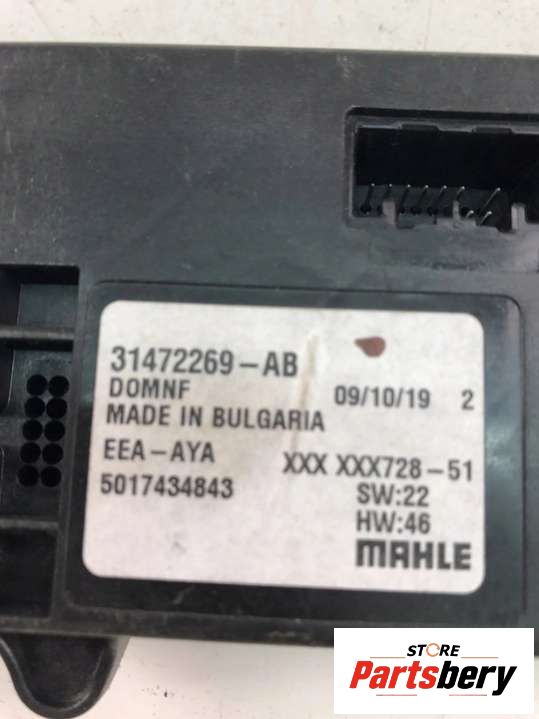 31472269-AB
DOMNF 09/10/19 2
MADE IN BULGARIA
EEA-AYA XXX XXX728-51
5017434843 SW:22
HW:46
MAHLE
STORE
Partsbery